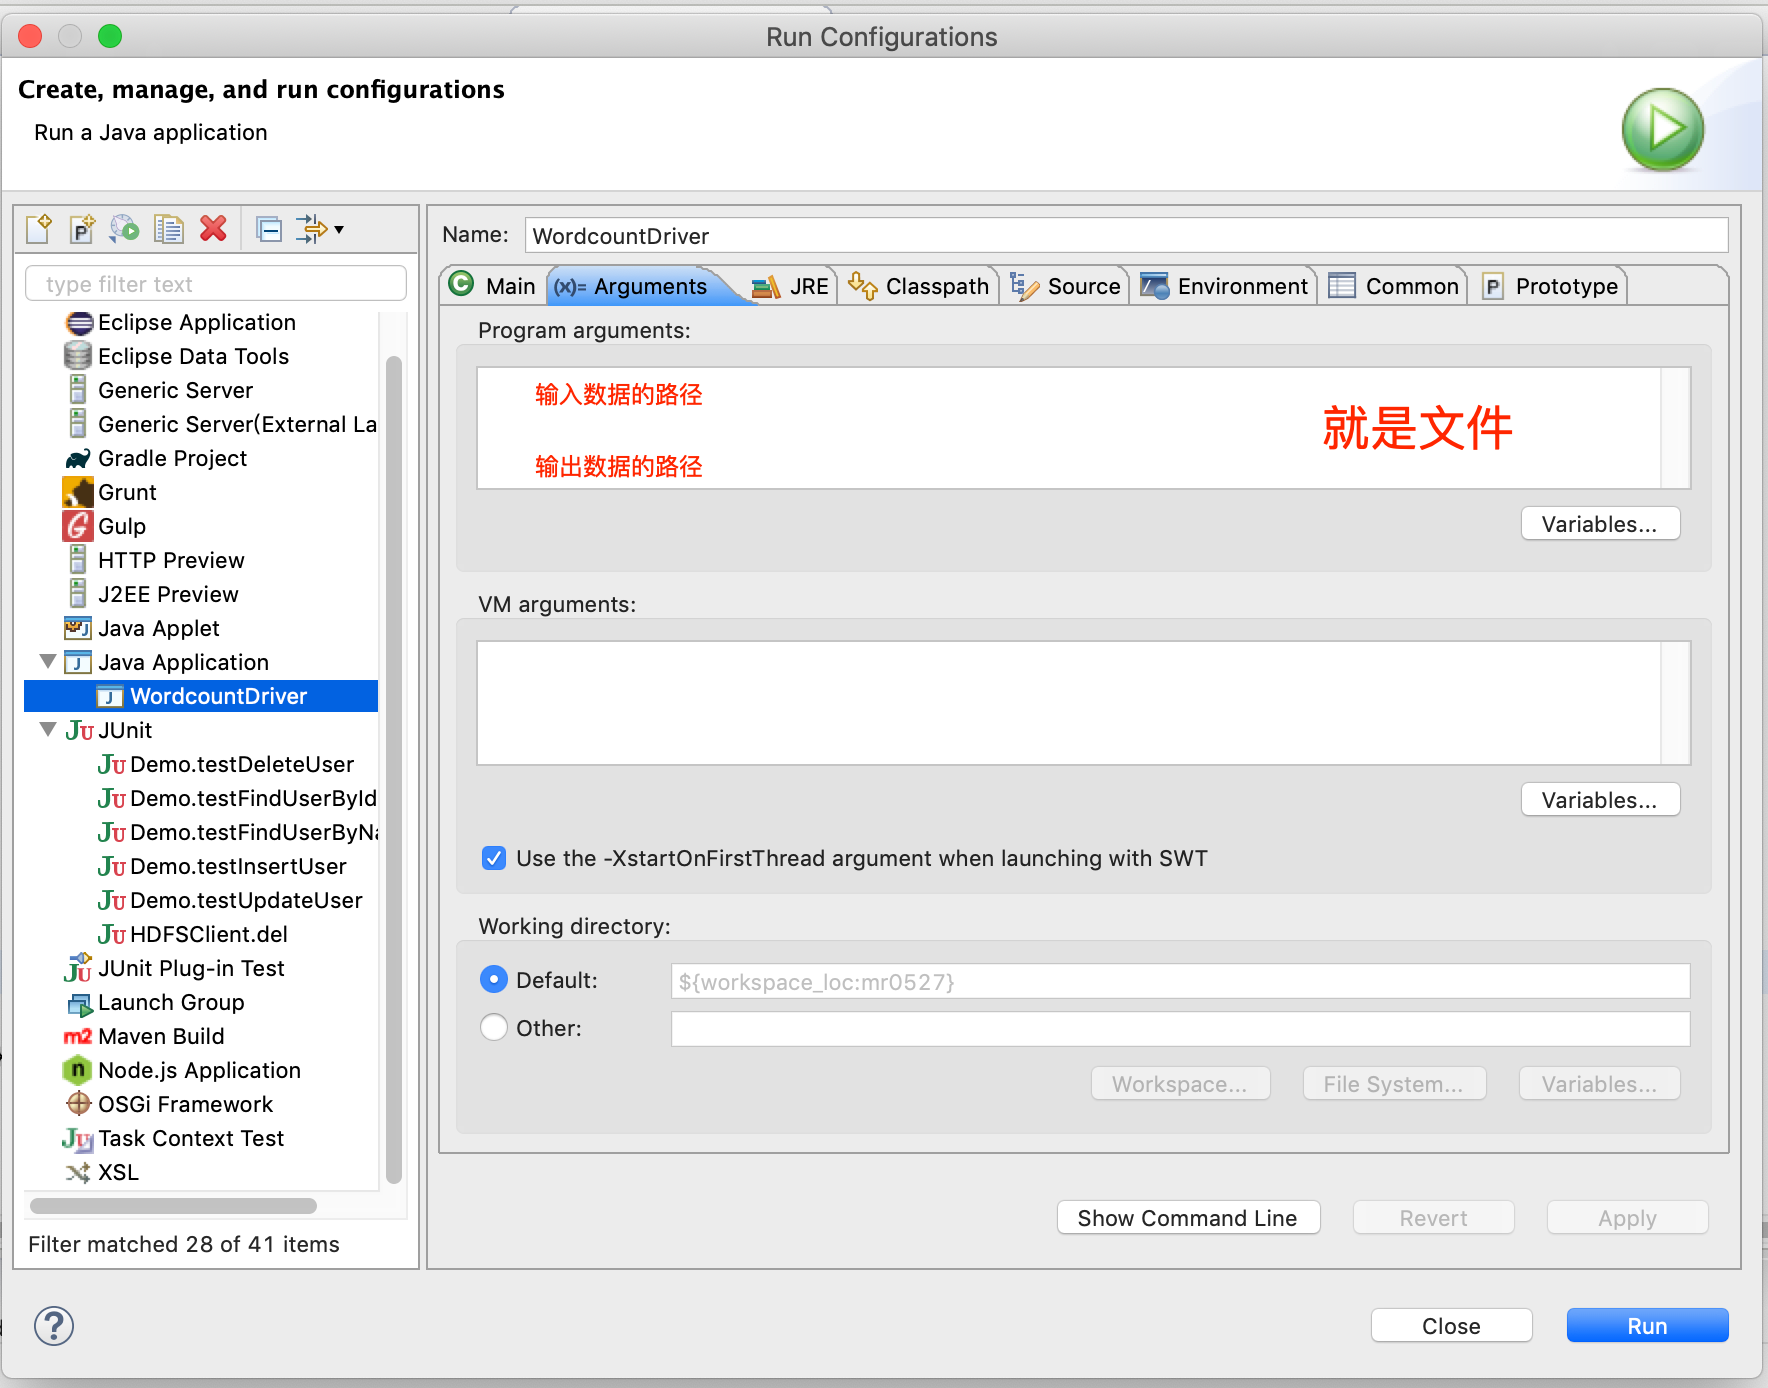 Run Configurations
Create, manage, and run configurations
Run a Java application
type filter text
Eclipse Application
Eclipse Data Tools
Generic Server
Generic Server(External La
Gradle Project
Grunt
Gulp
HTTP Preview
J2EE Preview
Java Applet
Java Application
WordcountDriver
JUnit
Demo.testDeleteUser
Demo.testFindUserById
Demo.testFindUserByNa
Demo.testInsertUser
Demo.testUpdateUser
HDFSClient.del
JUnit Plug-in Test
Launch Group
Maven Build
Node.js Application
OSGi Framework
Task Context Test
XSL
Filter matched 28 of 41 items
Name: WordcountDriver
Main (x)= Arguments JRE Classpath Source Environment Common Prototype
Program arguments:
输入数据的路径
就是文件
输出数据的路径
Variables...
VM arguments:
Variables...
Use the -XstartOnFirstThread argument when launching with SWT
Working directory:
Default: ${workspace_loc:mr0527}
Other:
Workspace... File System... Variables...
Show Command Line Revert Apply
Close Run